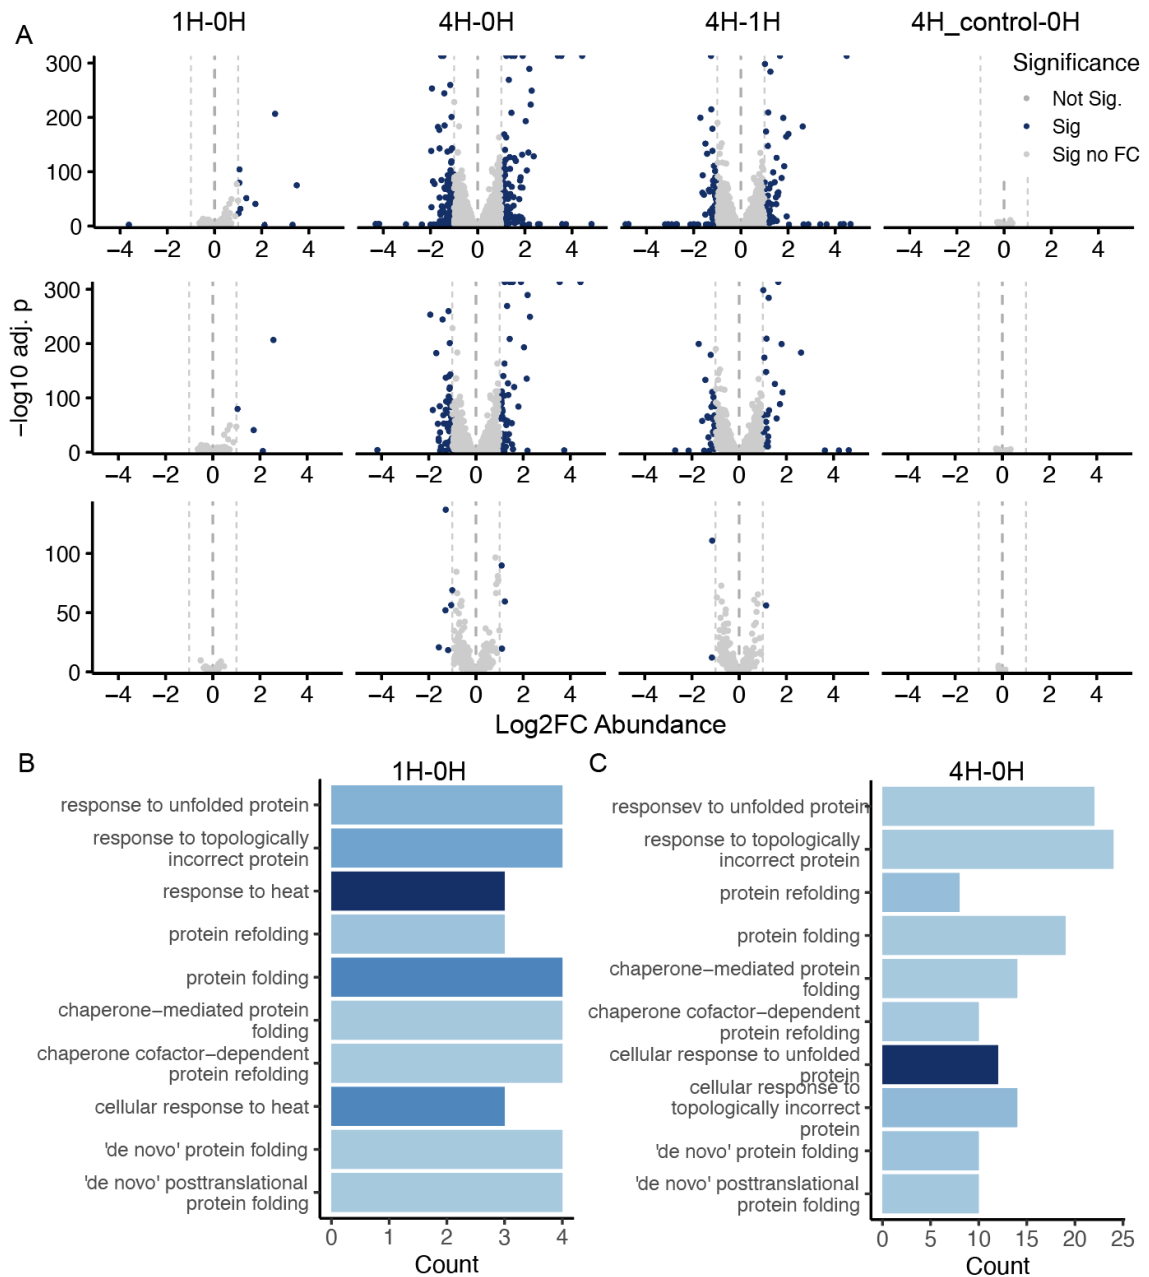 A
1H-0H
4H-0H
4H-1H
4H_control-0H
Significance
Not Sig.
Sig
Sig no FC
300
200
100
0
−4 −2 0 2 4
−4 −2 0 2 4
−4 −2 0 2 4
−4 −2 0 2 4
−log10 adj. p
300
200
100
0
−4 −2 0 2 4
−4 −2 0 2 4
−4 −2 0 2 4
−4 −2 0 2 4
100
50
0
−4 −2 0 2 4
−4 −2 0 2 4
−4 −2 0 2 4
−4 −2 0 2 4
Log2FC Abundance
B
1H-0H
response to unfolded protein
response to topologically
incorrect protein
response to heat
protein refolding
protein folding
chaperone−mediated protein
folding
chaperone cofactor−dependent
protein refolding
cellular response to heat
'de novo' protein folding
'de novo' posttranslational
protein folding
0 1 2 3 4
Count
C
4H-0H
responsev to unfolded protein
response to topologically
incorrect protein
protein refolding
protein folding
chaperone−mediated protein
folding
chaperone cofactor−dependent
protein refolding
cellular response to unfolded
protein
cellular response to
topologically incorrect
protein
'de novo' protein folding
'de novo' posttranslational
protein folding
0 5 10 15 20 25
Count